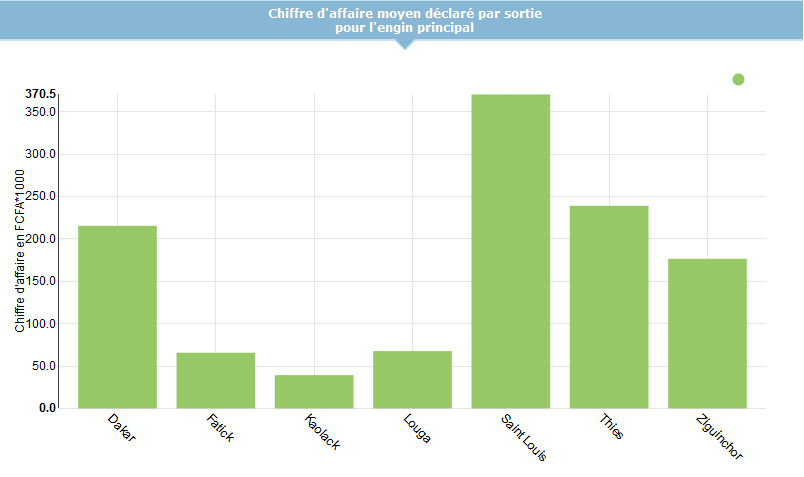 Chiffre d'affaire moyen déclaré par sortie
pour l'engin principal
Chiffre d'affaire en FCFA*1000
370.5
350.0
300.0
250.0
200.0
150.0
100.0
50.0
0.0
Dakar
Fatick
Kaolack
Louga
Saint Louis
Thies
Ziguinchor